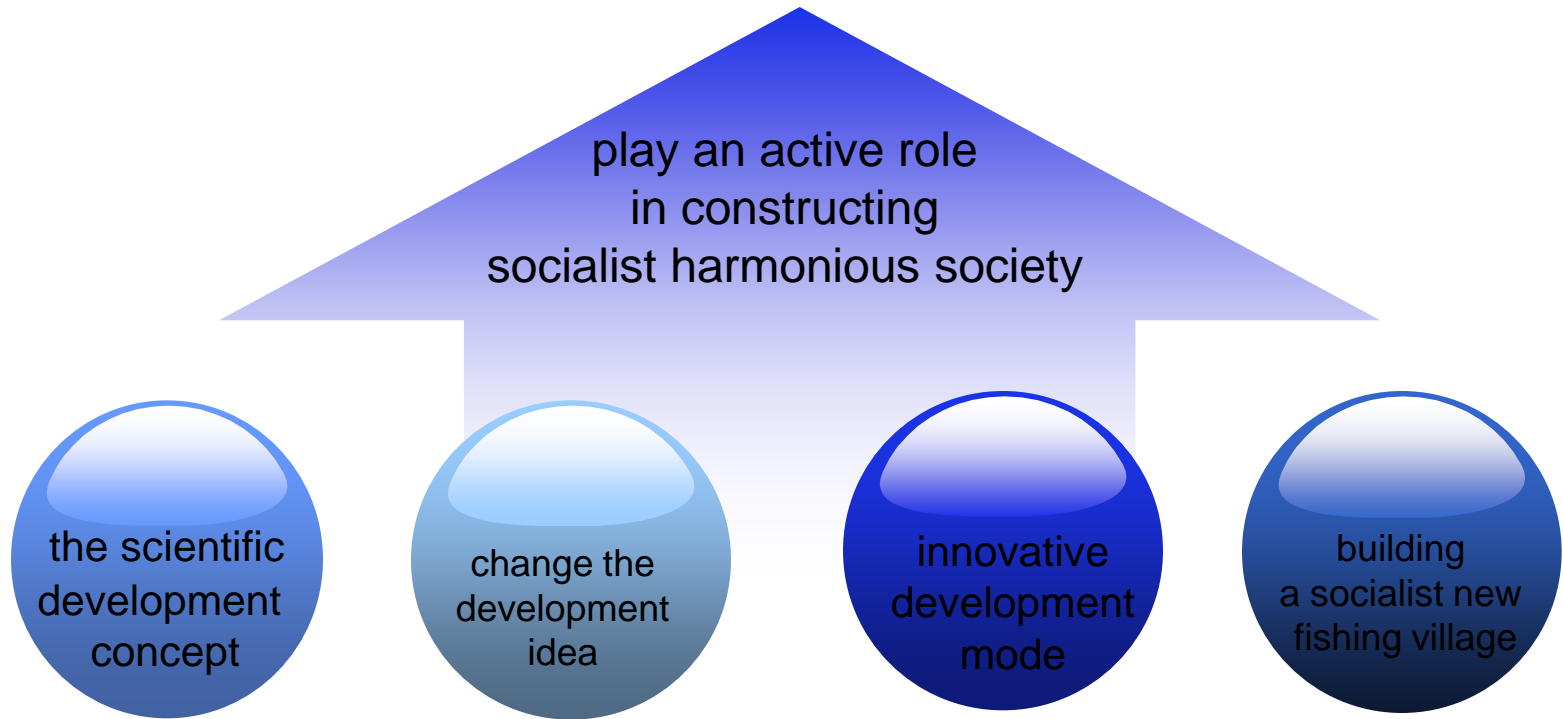 play an active role
in constructing
socialist harmonious society
the scientific
development
concept
change the
development
idea
innovative
development
mode
building
a socialist new
fishing village